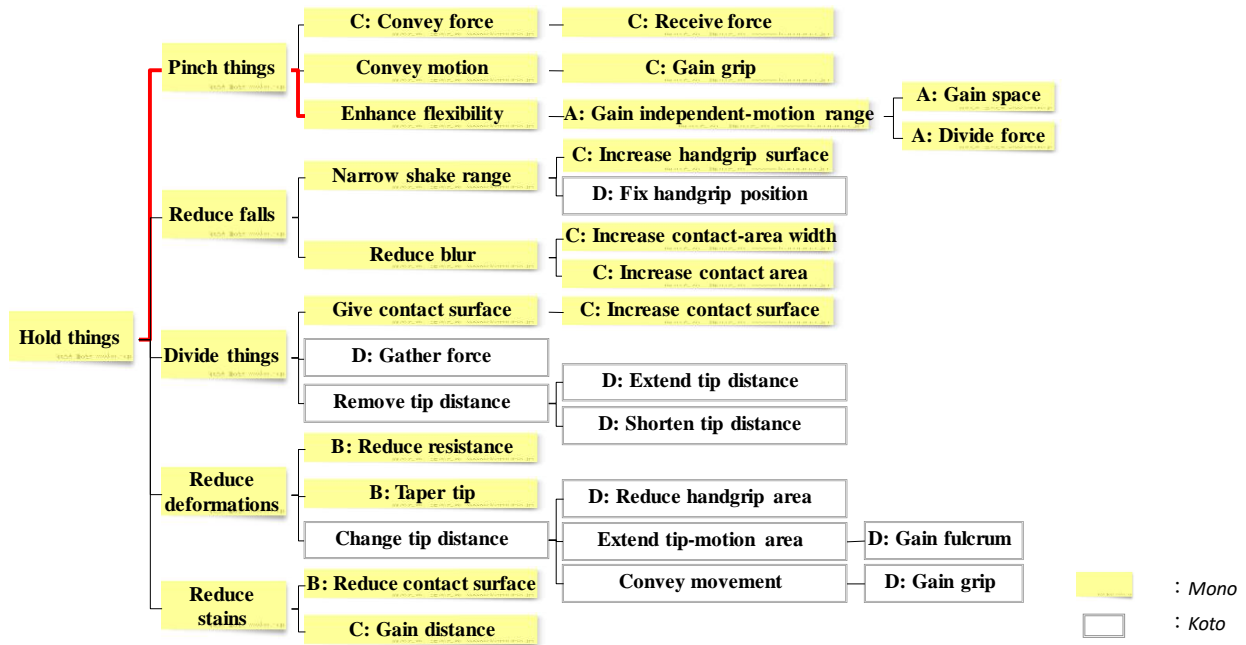 C: Convey force
C: Receive force
Pinch things
Convey motion
C: Gain grip
Enhance flexibility
A: Gain independent-motion range
A: Gain space
A: Divide force
Narrow shake range
C: Increase handgrip surface
D: Fix handgrip position
Reduce falls
Reduce blur
C: Increase contact-area width
C: Increase contact area
Hold things
Give contact surface
C: Increase contact surface
Divide things
D: Gather force
Remove tip distance
D: Extend tip distance
D: Shorten tip distance
Reduce
deformations
B: Reduce resistance
B: Taper tip
Change tip distance
D: Reduce handgrip area
Extend tip-motion area
D: Gain fulcrum
Convey movement
D: Gain grip
Reduce
stains
B: Reduce contact surface
C: Gain distance
: Mono
: Koto